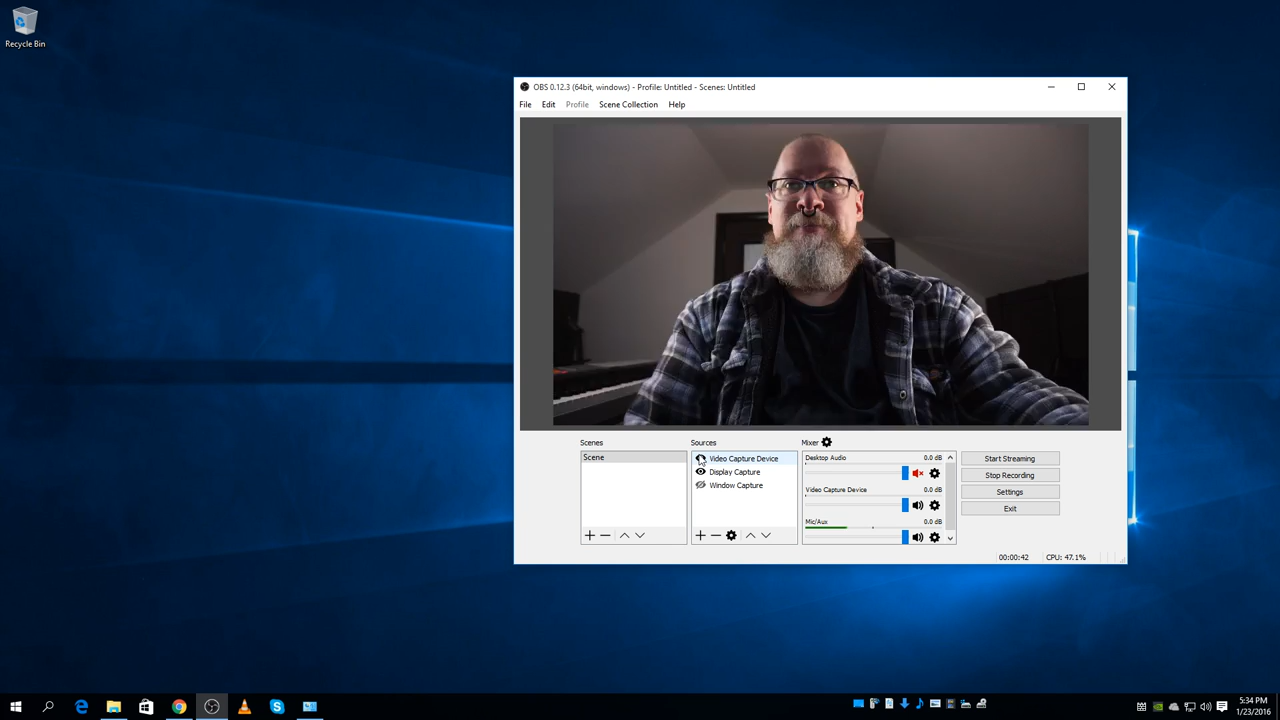 Recycle Bin
OBS 0.12.3 (64bit, windows) - Profile: Untitled - Scenes: Untitled
File Edit Profile Scene Collection Help
Scenes
Sources
Mixer
Scene
Video Capture Device
Display Capture
Window Capture
Desktop Audio 0.0 dB
Video Capture Device 0.0 dB
Mic/Aux 0.0 dB
Start Streaming
Stop Recording
Settings
Exit
00:00:42 CPU: 47.1%
5:34 PM
1/23/2016